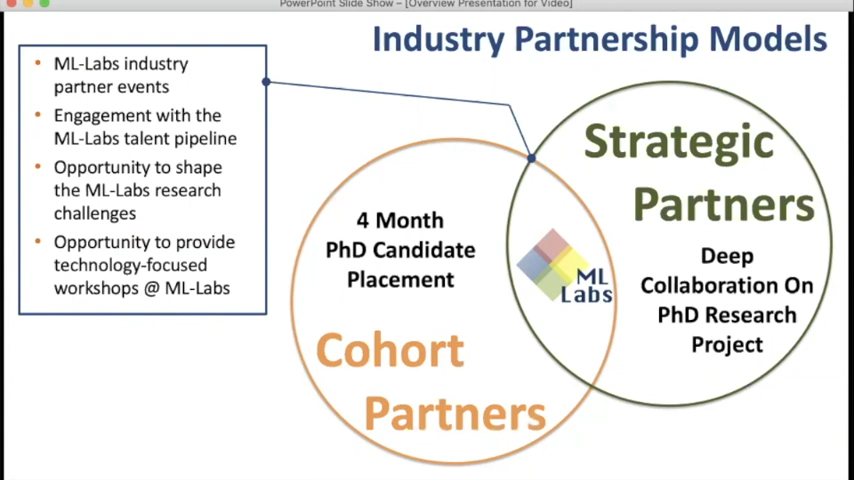 PowerPoint Slide Show – [Overview Presentation for Video]
Industry Partnership Models
• ML-Labs industry
partner events
• Engagement with the
ML-Labs talent pipeline
• Opportunity to shape
the ML-Labs research
challenges
• Opportunity to provide
technology-focused
workshops @ ML-Labs
4 Month
PhD Candidate
Placement
Cohort
Partners
ML
Labs
Strategic
Partners
Deep
Collaboration On
PhD Research
Project